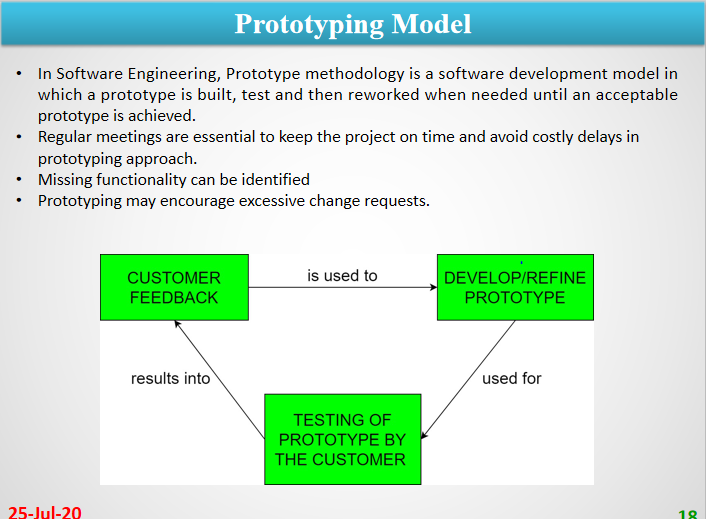 Prototyping Model
• In Software Engineering, Prototype methodology is a software development model in
which a prototype is built, test and then reworked when needed until an acceptable
prototype is achieved.
• Regular meetings are essential to keep the project on time and avoid costly delays in
prototyping approach.
• Missing functionality can be identified
• Prototyping may encourage excessive change requests.
CUSTOMER
FEEDBACK
is used to
DEVELOP/REFINE
PROTOTYPE
results into
used for
TESTING OF
PROTOTYPE BY
THE CUSTOMER
25-Jul-20
18